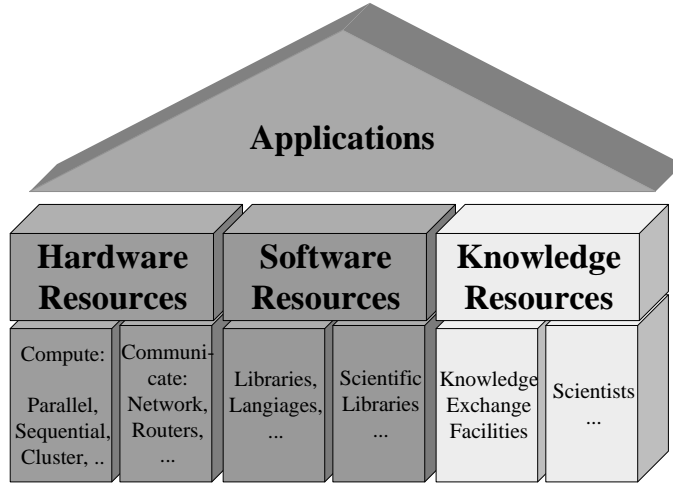 Applications
Hardware
Resources
Software
Resources
Knowledge
Resources
Compute:
Parallel,
Sequential,
Cluster, ..
Communi-
cate:
Network,
Routers,
...
Libraries,
Langiages,
...
Scientific
Libraries
...
Knowledge
Exchange
Facilities
Scientists
...